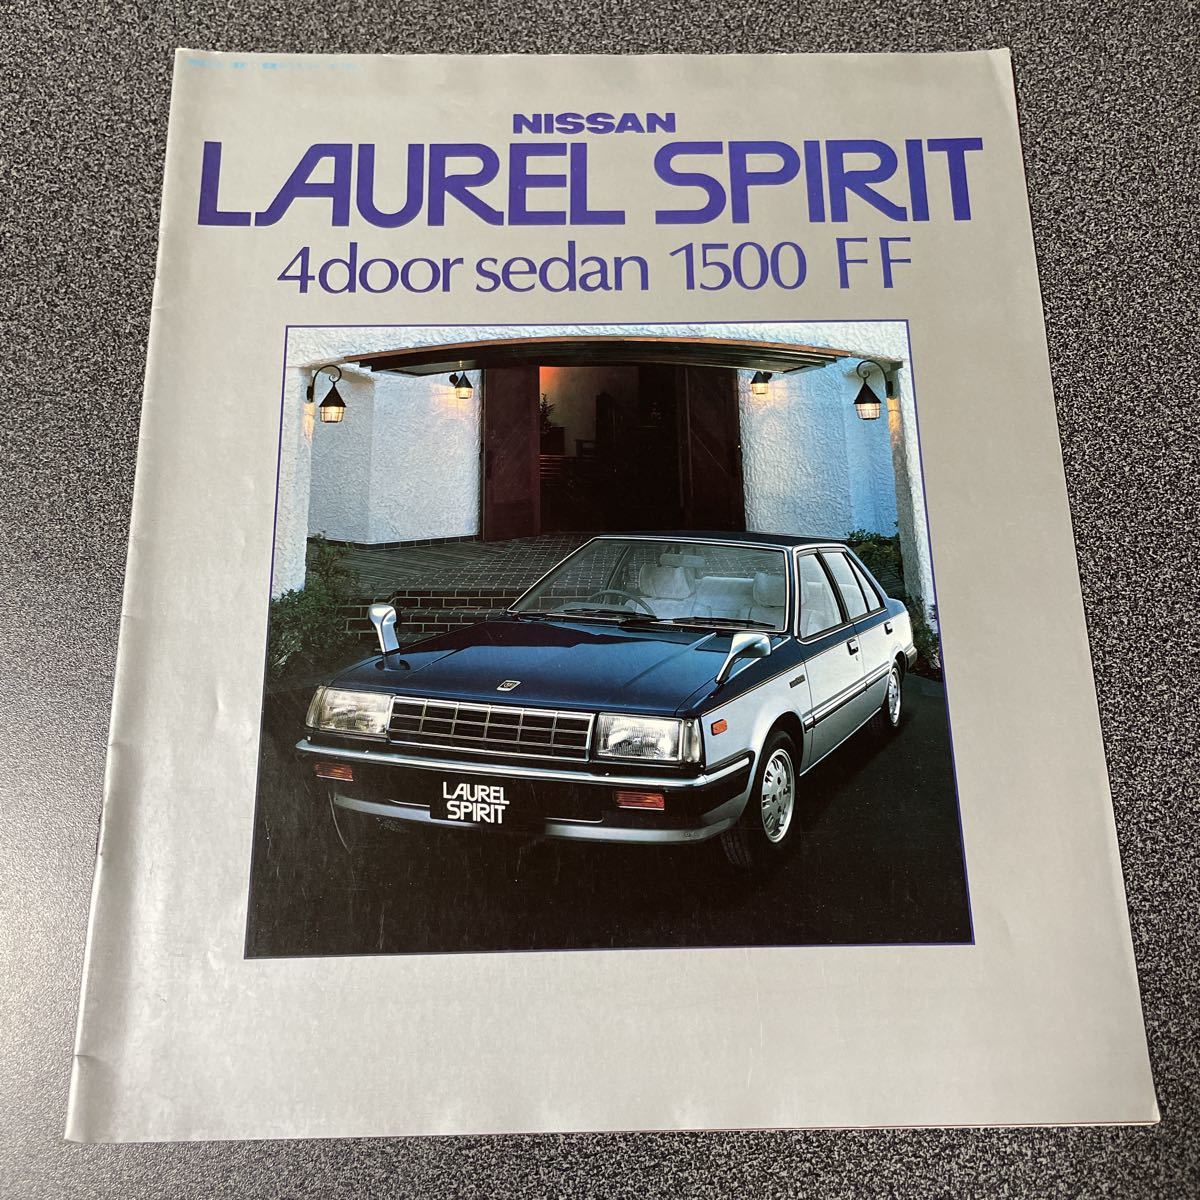 NISSAN
LAUREL SPIRIT
4door sedan 1500 FF
LAUREL
SPIRIT